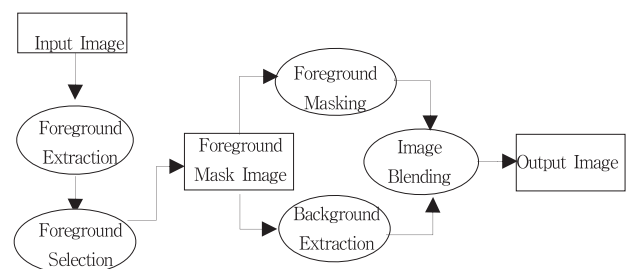 Input Image
Foreground
Extraction
Foreground
Selection
Foreground
Mask Image
Foreground
Masking
Background
Extraction
Image
Blending
Output Image